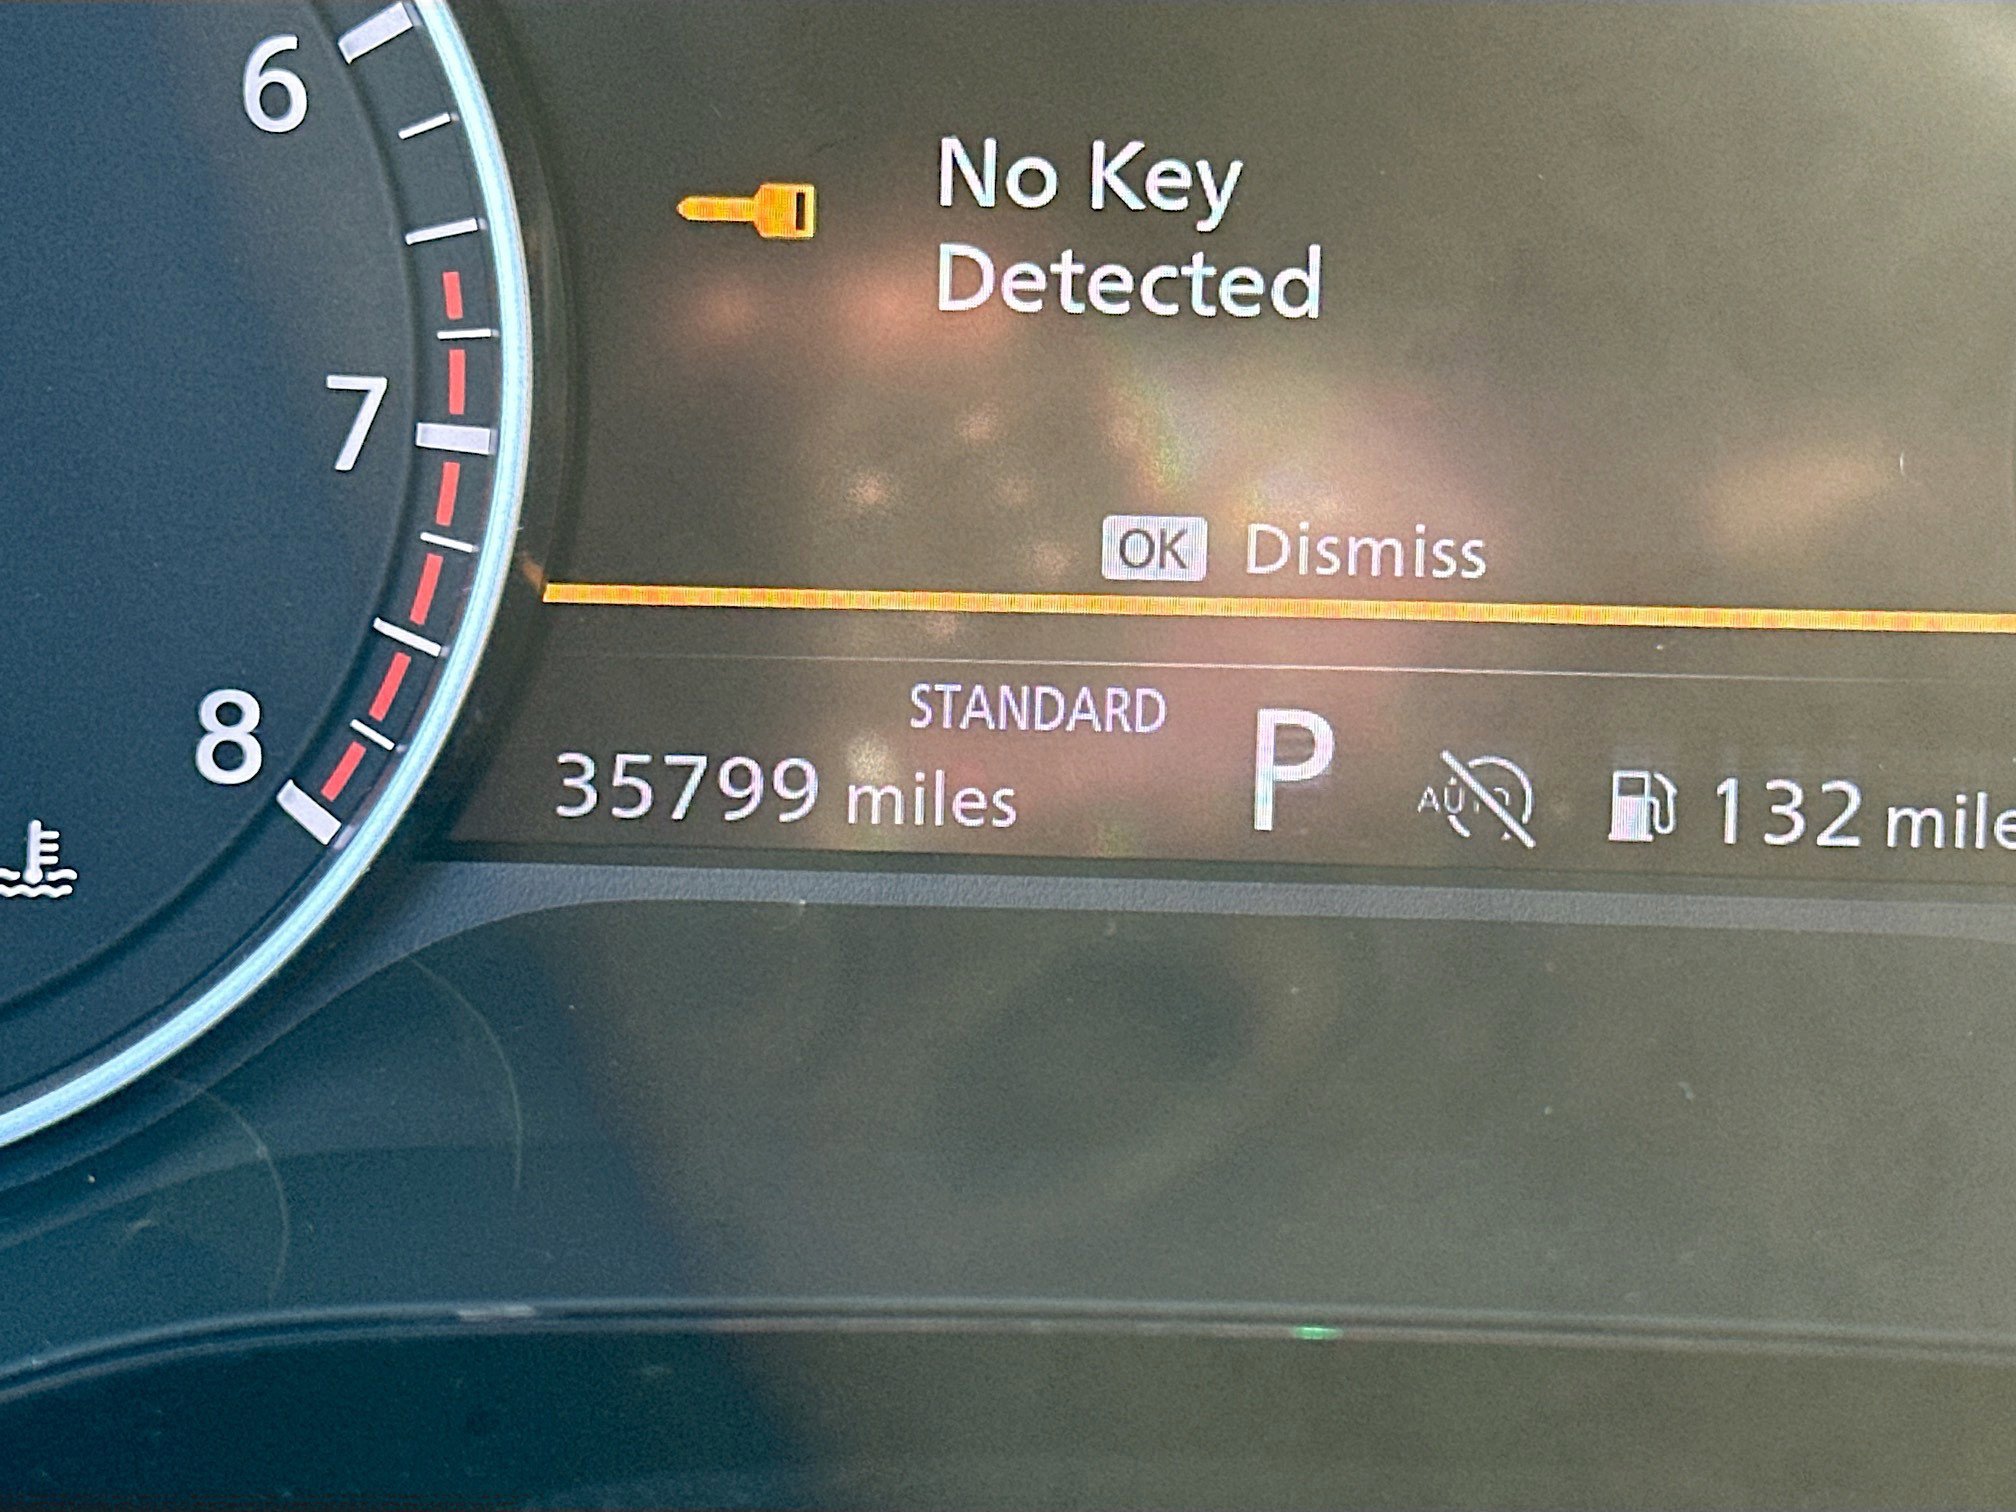 6
No Key
Detected
7
OK Dismiss
STANDARD
8
35799 miles P AUTO 132 mile